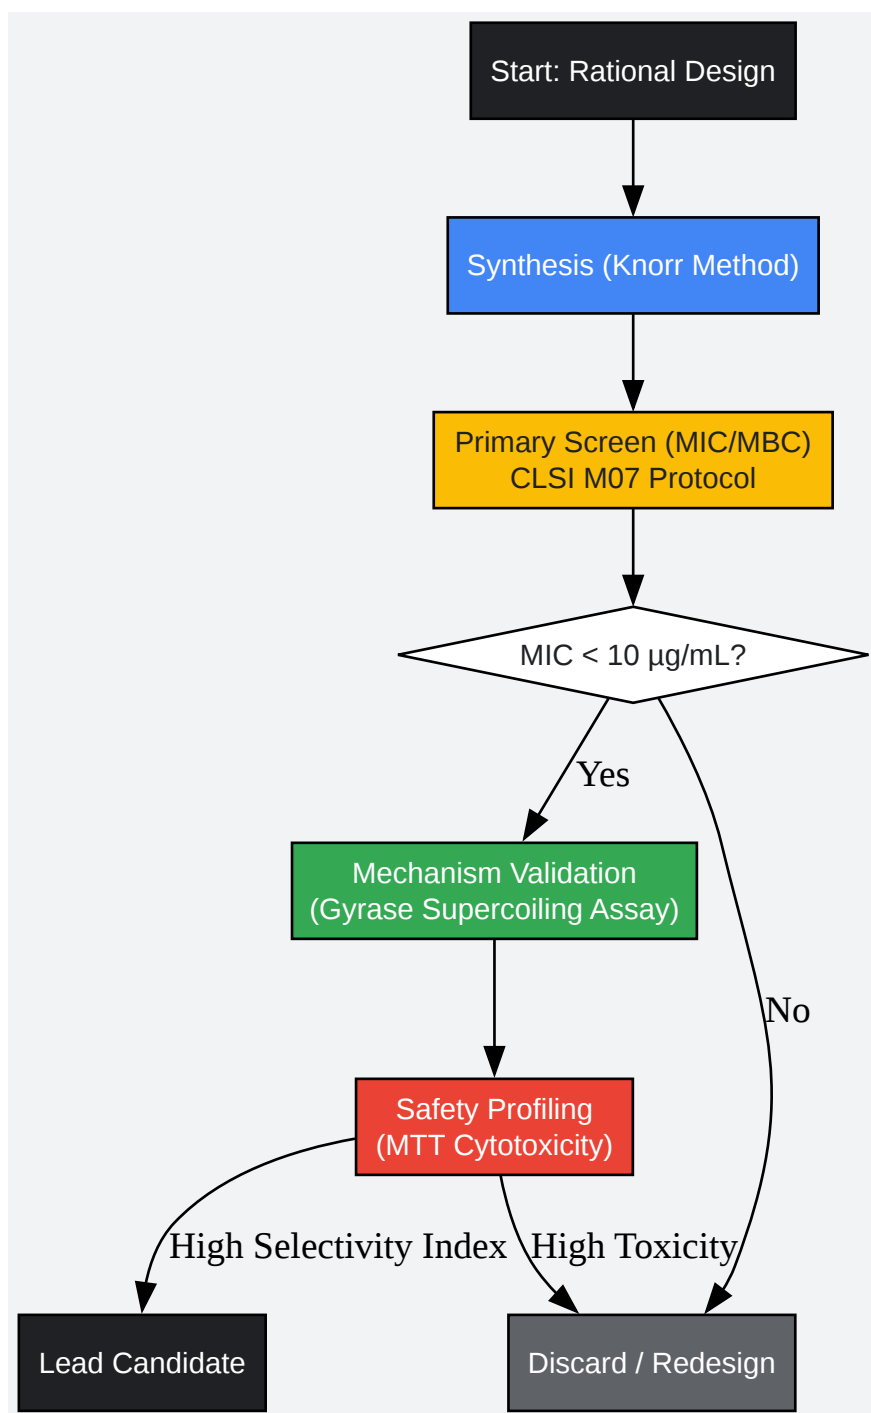 Start: Rational Design
Synthesis (Knorr Method)
Primary Screen (MIC/MBC)
CLSI M07 Protocol
MIC < 10 µg/mL?
Yes
Mechanism Validation
(Gyrase Supercoiling Assay)
No
Safety Profiling
(MTT Cytotoxicity)
High Selectivity Index
High Toxicity
Lead Candidate
Discard / Redesign